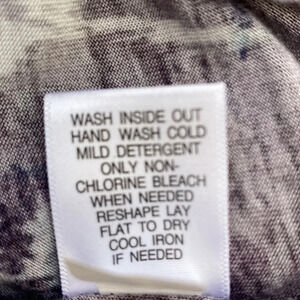 WASH INSIDE OUT
HAND WASH COLD
MILD DETERGENT
ONLY NON-
CHLORINE BLEACH
WHEN NEEDED
RESHAPE LAY
FLAT TO DRY
COOL IRON
IF NEEDED